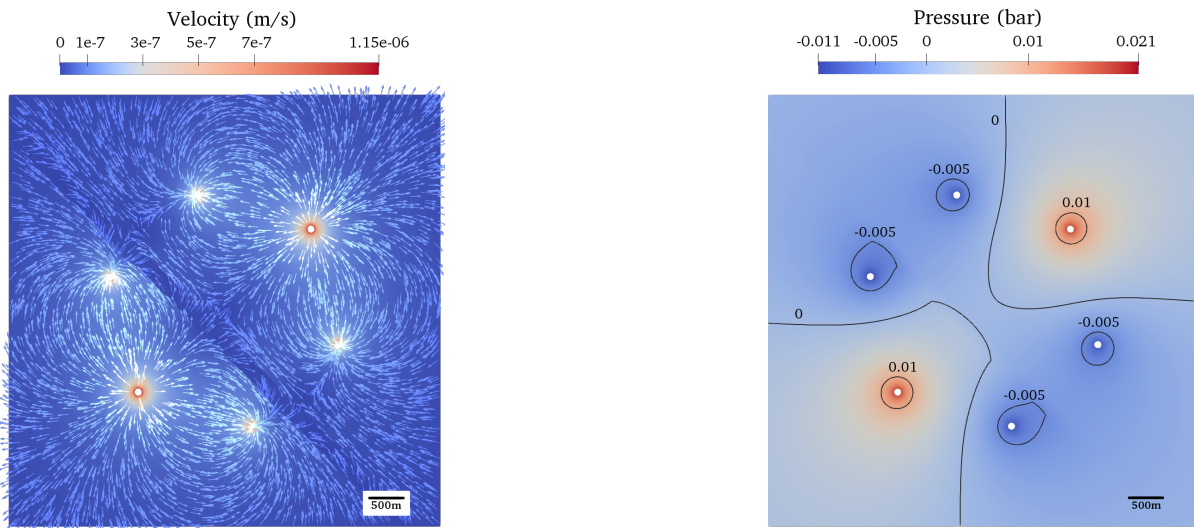 Velocity (m/s)
0 1e-7 3e-7 5e-7 7e-7 1.15e-06
500m
Pressure (bar)
-0.011 -0.005 0 0.01 0.021
0
-0.005
0.01
-0.005
0
-0.005
0.01
-0.005
500m